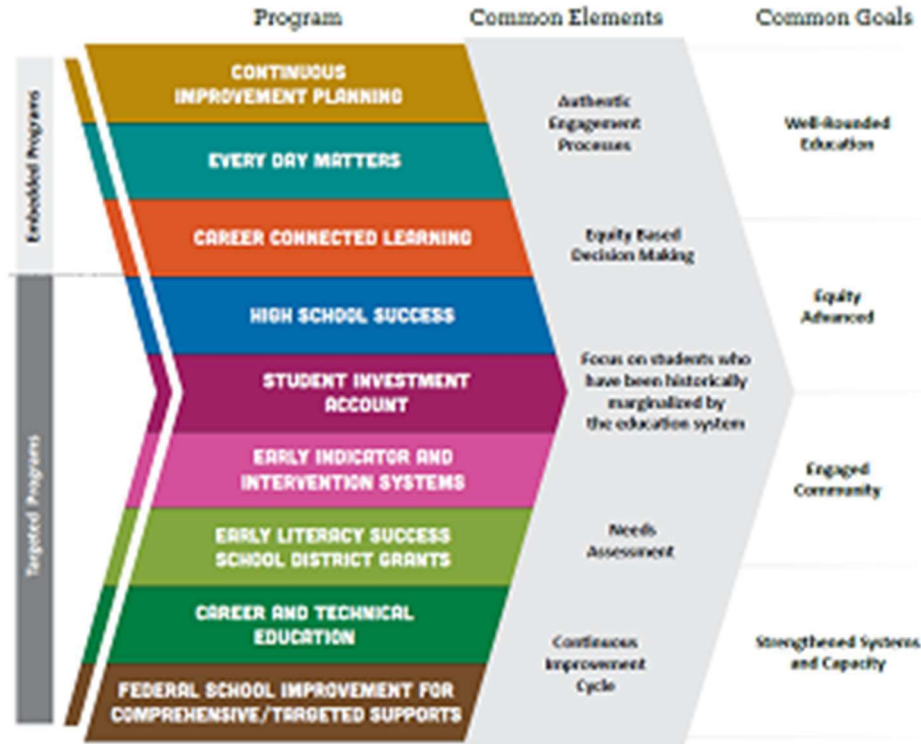 Program
Common Elements
Common Goals
Embedded Programs
Targeted Programs
CONTINUOUS
IMPROVEMENT PLANNING
EVERY DAY MATTERS
CAREER CONNECTED LEARNING
HIGH SCHOOL SUCCESS
STUDENT INVESTMENT
ACCOUNT
EARLY INDICATOR AND
INTERVENTION SYSTEMS
EARLY LITERACY SUCCESS
SCHOOL DISTRICT GRANTS
CAREER AND TECHNICAL
EDUCATION
FEDERAL SCHOOL IMPROVEMENT FOR
COMPREHENSIVE/TARGETED SUPPORTS
Authentic
Engagement
Processes
Equity Based
Decision Making
Focus on students who
have been historically
marginalized by
the education system
Needs
Assessment
Continuous
Improvement
Cycle
Well-Rounded
Education
Equity
Advanced
Engaged
Community
Strengthened Systems
and Capacity